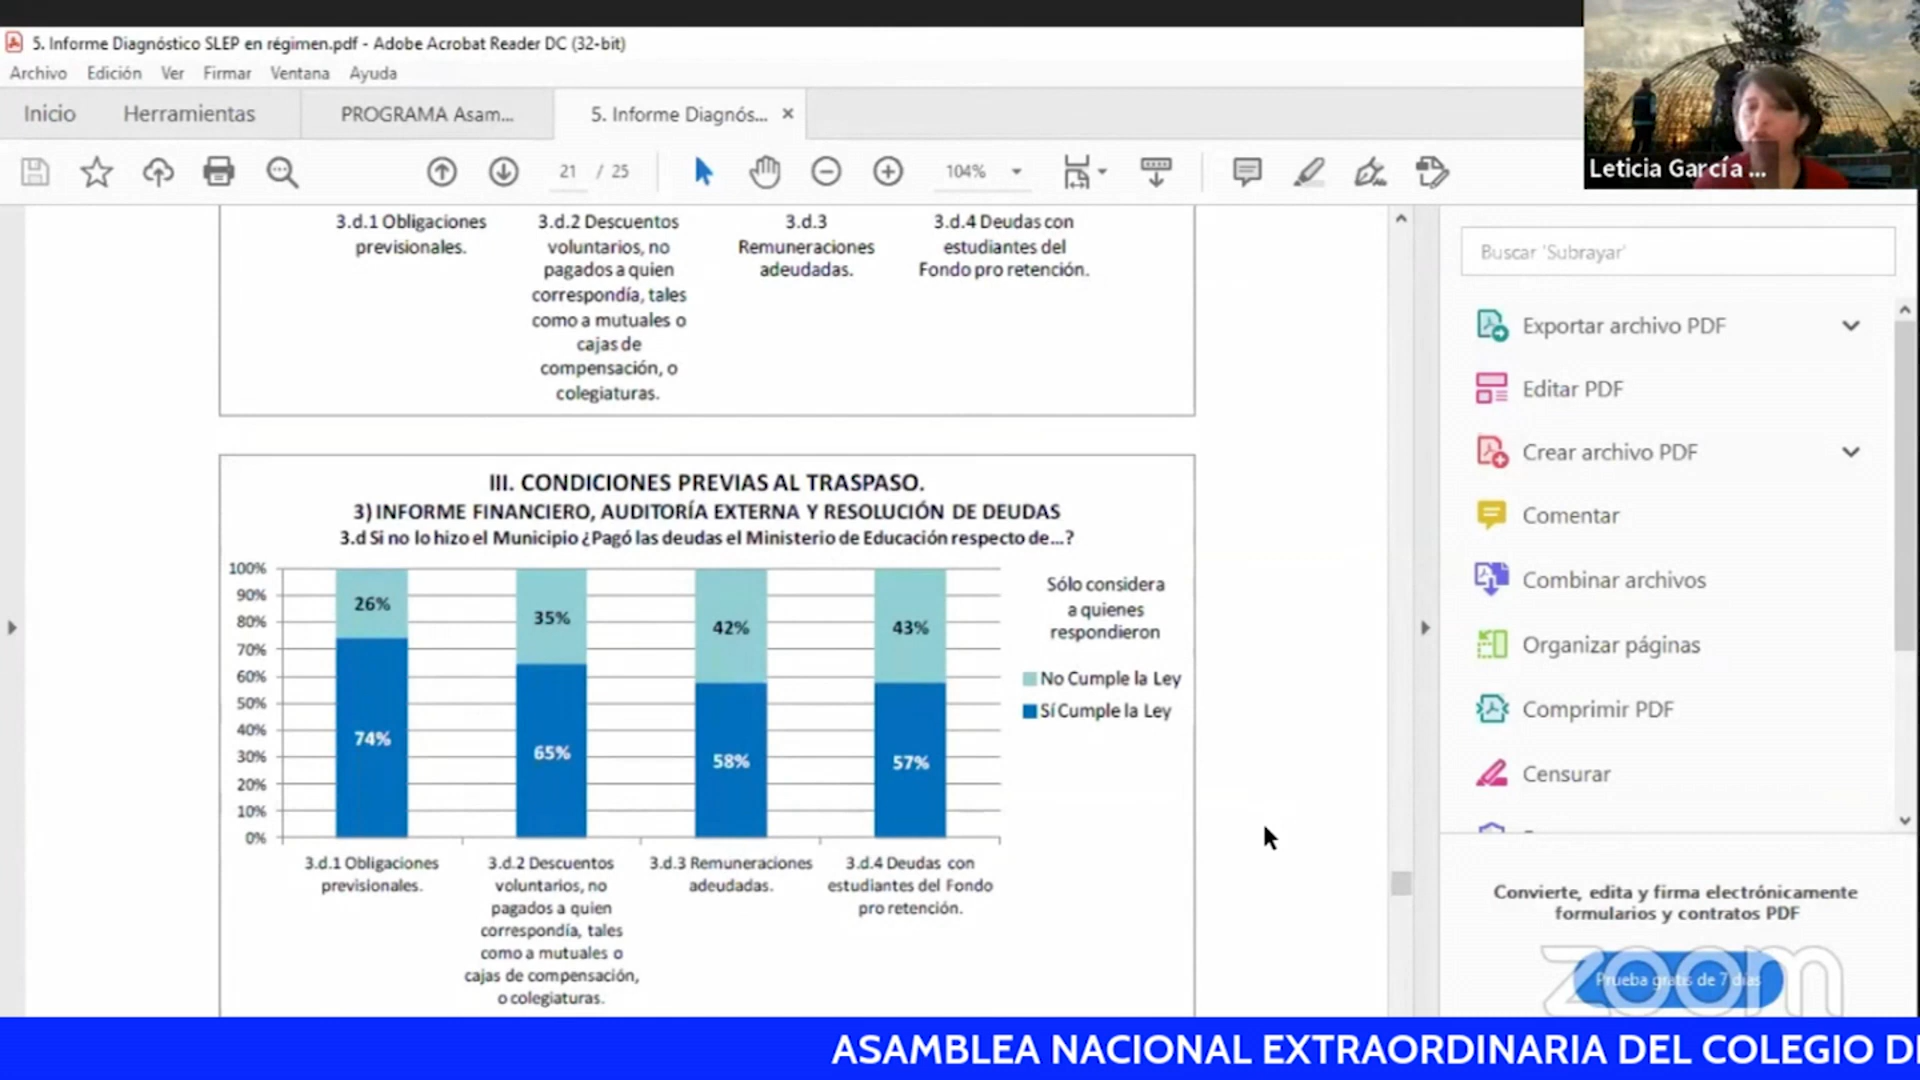 5. Informe Diagnóstico SLEP en régimen.pdf - Adobe Acrobat Reader DC (32-bit)
Archivo Edición Ver Firmar Ventana Ayuda
Inicio Herramientas PROGRAMA Asam... 5. Informe Diagnós... ×
21 / 25 104%
Leticia García ...
3.d.1 Obligaciones
previsionales.
3.d.2 Descuentos
voluntarios, no
pagados a quien
correspondía, tales
como a mutuales o
cajas de
compensación, o
colegiaturas.
3.d.3
Remuneraciones
adeudadas.
3.d.4 Deudas con
estudiantes del
Fondo pro retención.
III. CONDICIONES PREVIAS AL TRASPASO.
3) INFORME FINANCIERO, AUDITORÍA EXTERNA Y RESOLUCIÓN DE DEUDAS
3.d Si no lo hizo el Municipio ¿Pagó las deudas el Ministerio de Educación respecto de...?
100%
90%
80%
70%
60%
50%
40%
30%
20%
10%
0%
26%
35%
42%
43%
74%
65%
58%
57%
Sólo considera
a quienes
respondieron
No Cumple la Ley
Sí Cumple la Ley
3.d.1 Obligaciones
previsionales.
3.d.2 Descuentos
voluntarios, no
pagados a quien
correspondía, tales
como a mutuales o
cajas de compensación,
o colegiaturas.
3.d.3 Remuneraciones
adeudadas.
3.d.4 Deudas con
estudiantes del Fondo
pro retención.
Buscar 'Subrayar'
Exportar archivo PDF
Editar PDF
Crear archivo PDF
Comentar
Combinar archivos
Organizar páginas
Comprimir PDF
Censurar
Convierte, edita y firma electrónicamente
formularios y contratos PDF
Prueba gratis de 7 días
zoom
ASAMBLEA NACIONAL EXTRAORDINARIA DEL COLEGIO